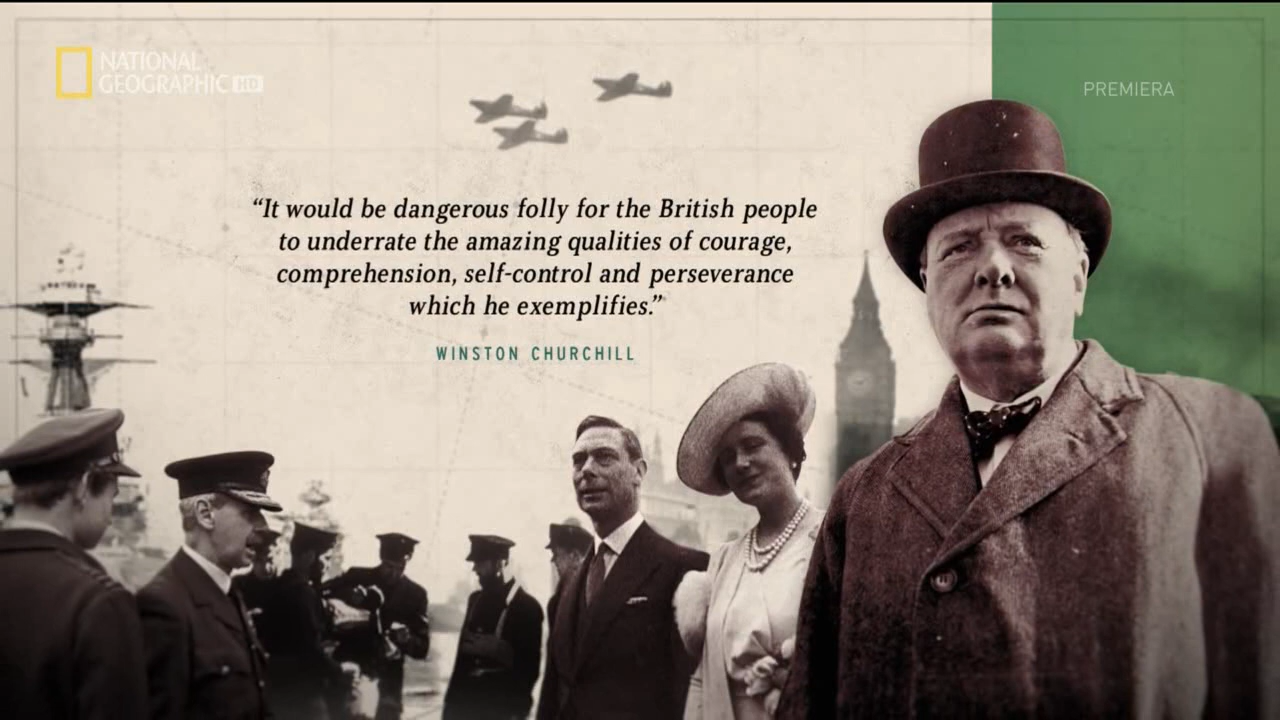 NATIONAL
GEOGRAPHIC HD
PREMIERA
“It would be dangerous folly for the British people
to underrate the amazing qualities of courage,
comprehension, self-control and perseverance
which he exemplifies.”
WINSTON CHURCHILL